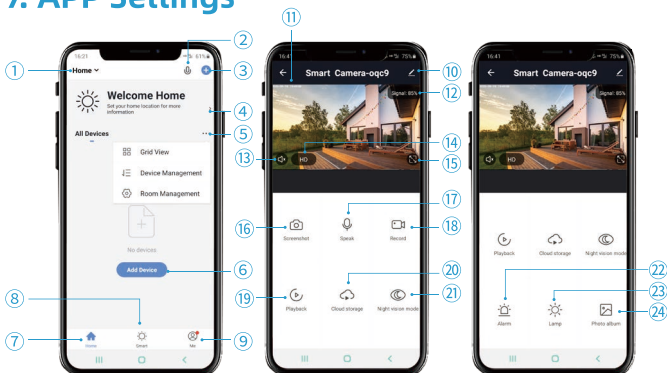 7. APP Settings
⑪
②
①
16:21
61%
Home
③
Welcome Home
Set your home location for more
information
④
All Devices
⑤
Grid View
Device Management
Room Management
No devices
Add Device
⑥
⑧
⑦
Home
Smart
Me
⑨
16:41
75%
Smart Camera-oqc9
⑩
Signal: 85%
⑫
⑬
HD
⑭
⑮
⑰
⑯
Screenshot
Speak
Record
⑱
⑳
⑲
Playback
Cloud storage
Night vision mode
㉑
16:41
75%
Smart Camera-oqc9
Signal: 85%
HD
Playback
Cloud storage
Night vision mode
㉒
㉓
Alarm
Lamp
Photo album
㉔